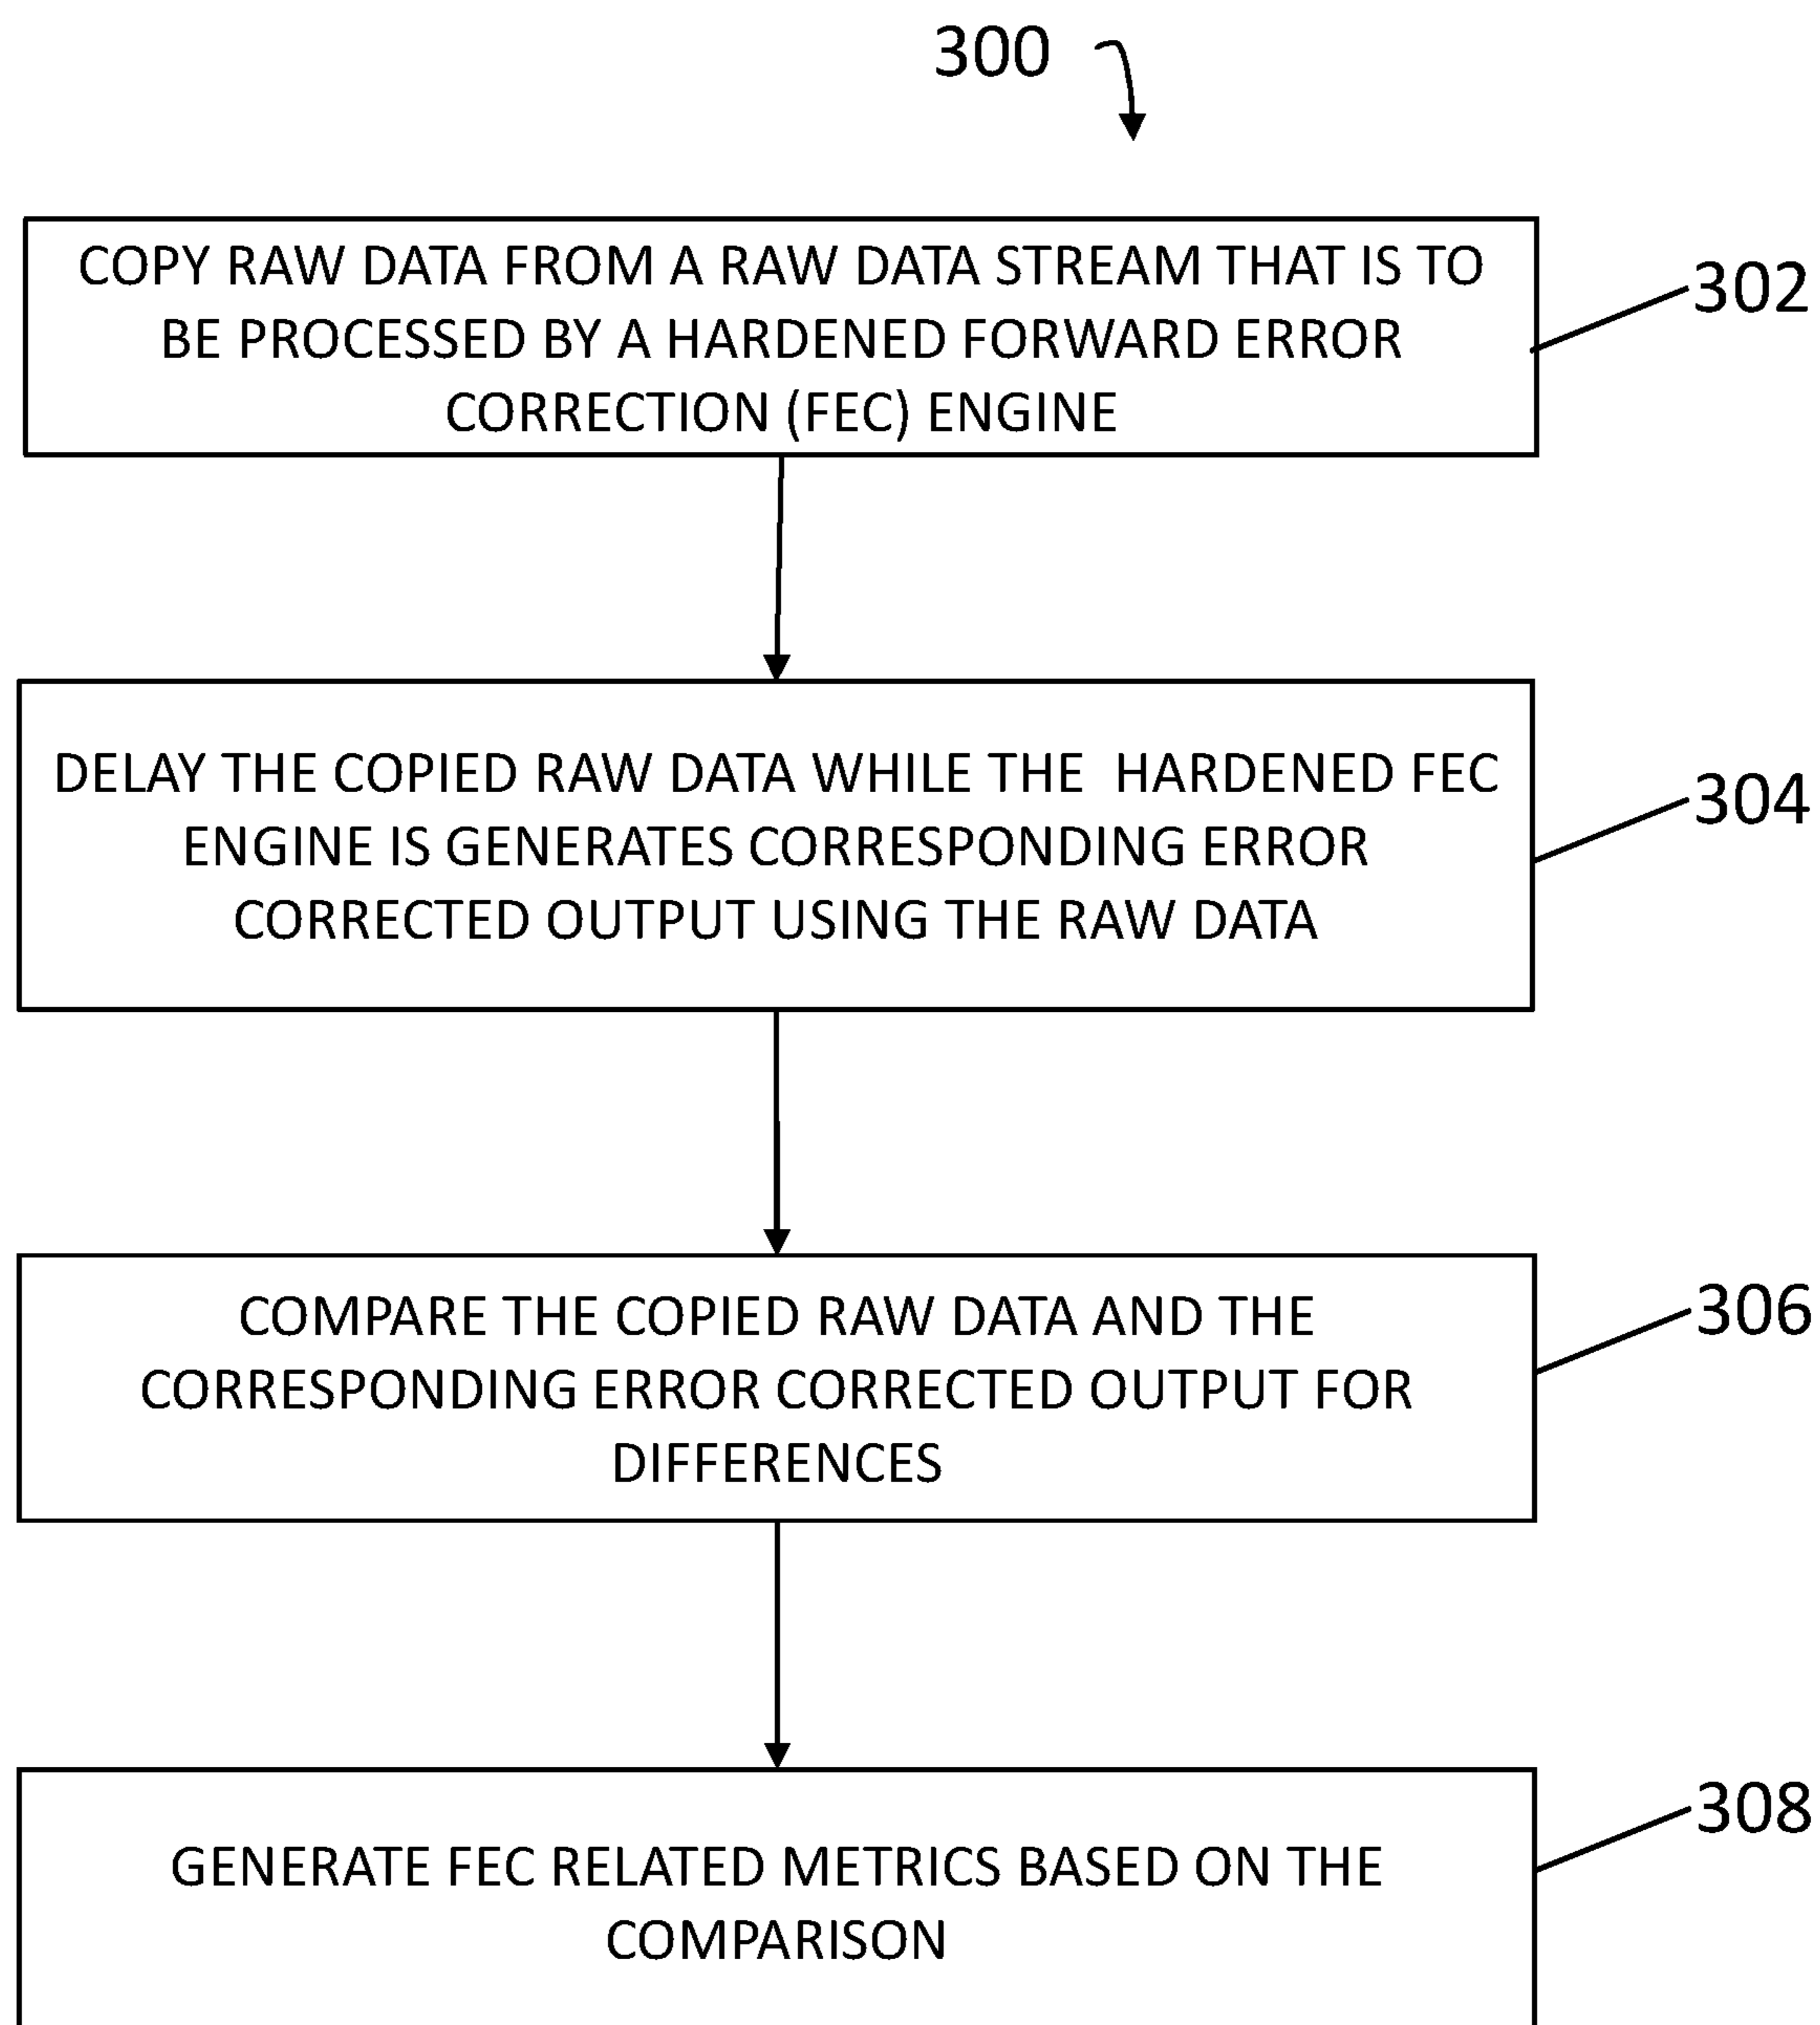 300
COPY RAW DATA FROM A RAW DATA STREAM THAT IS TO
BE PROCESSED BY A HARDENED FORWARD ERROR
CORRECTION (FEC) ENGINE
302
DELAY THE COPIED RAW DATA WHILE THE HARDENED FEC
ENGINE IS GENERATES CORRESPONDING ERROR
CORRECTED OUTPUT USING THE RAW DATA
304
COMPARE THE COPIED RAW DATA AND THE
CORRESPONDING ERROR CORRECTED OUTPUT FOR
DIFFERENCES
306
GENERATE FEC RELATED METRICS BASED ON THE
COMPARISON
308